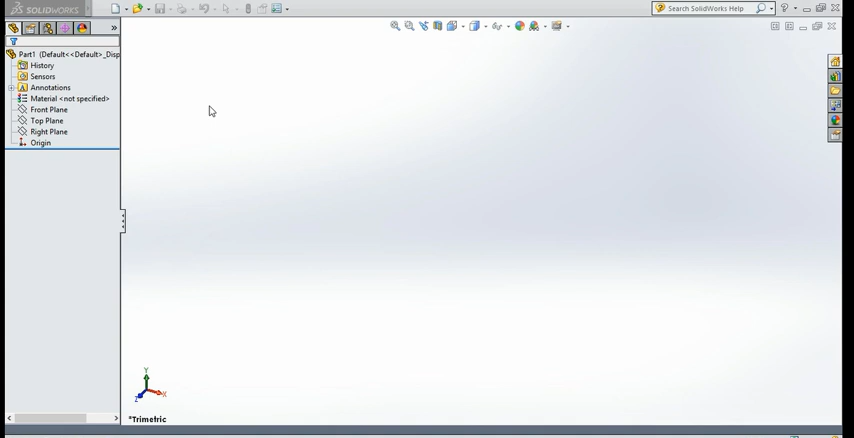 SOLIDWORKS
Search SolidWorks Help
Part1 (Default<<Default>_Disp
History
Sensors
Annotations
Material <not specified>
Front Plane
Top Plane
Right Plane
Origin
Y
X
Z
*Trimetric